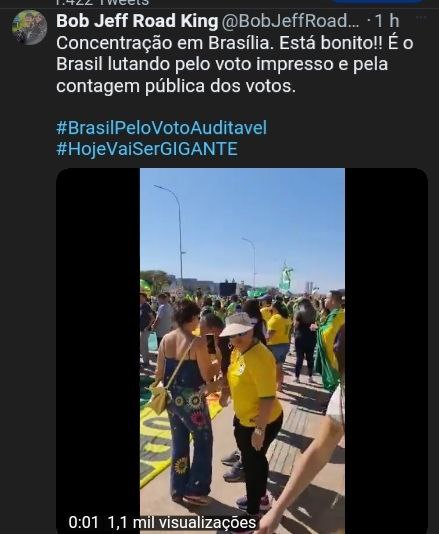 1.422 Tweets
Bob Jeff Road King @BobJeffRoad... · 1 h
Concentração em Brasília. Está bonito!! É o
Brasil lutando pelo voto impresso e pela
contagem pública dos votos.
#BrasilPeloVotoAuditavel
#HojeVaiSerGIGANTE
0:01 1,1 mil visualizações